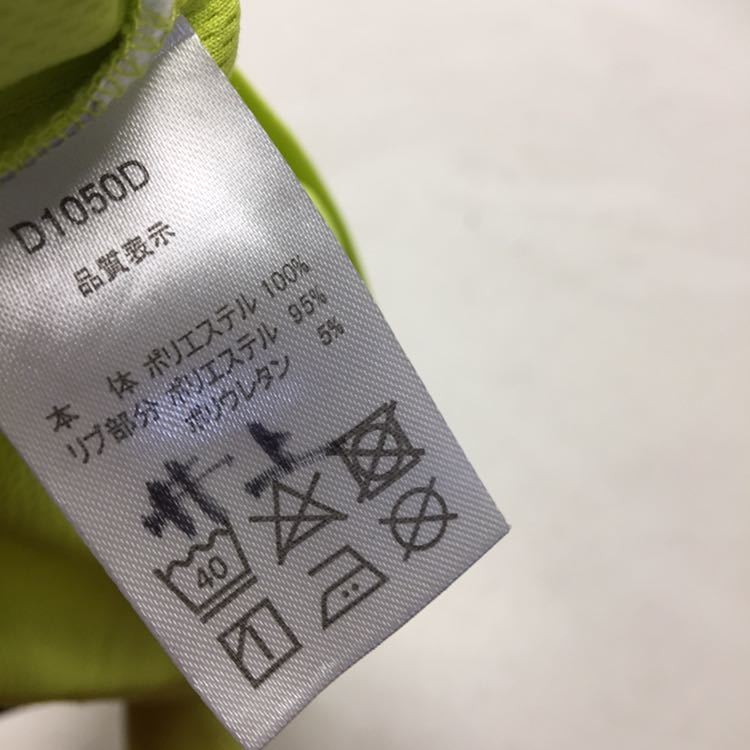 D1050D
品質表示
本 体 ポリエステル 100%
リブ部分 ポリエステル 95%
ポリウレタン 5%
40